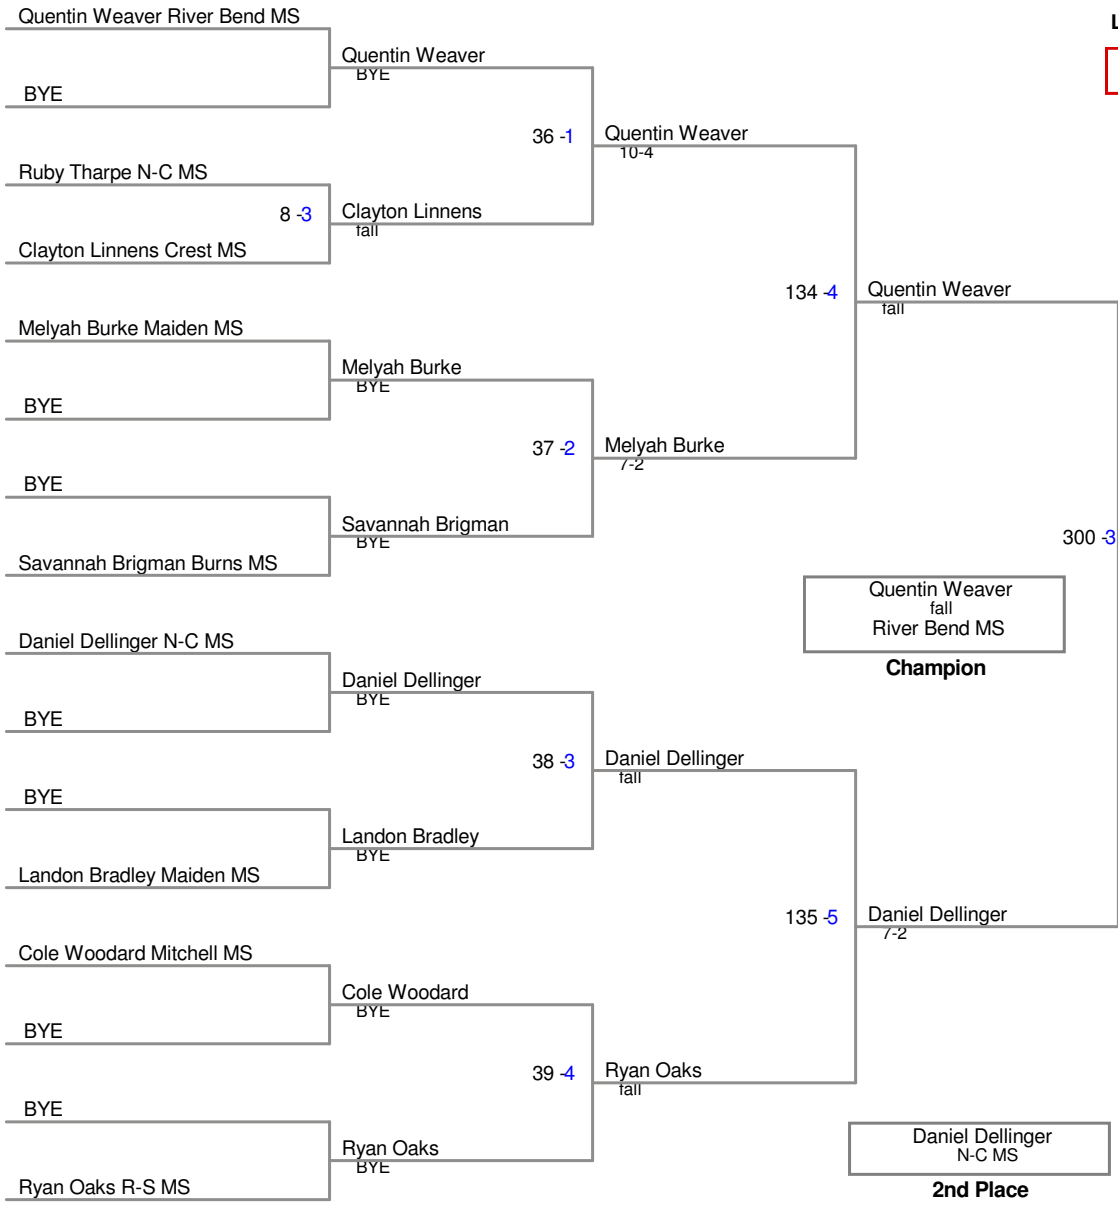 Quentin Weaver River Bend MS
L
Quentin Weaver
BYE
BYE
36 -1
Quentin Weaver
10-4
Ruby Tharpe N-C MS
8 -3
Clayton Linnens
fall
Clayton Linnens Crest MS
134 -4
Quentin Weaver
fall
Melyah Burke Maiden MS
Melyah Burke
BYE
BYE
37 -2
Melyah Burke
7-2
BYE
Savannah Brigman
BYE
Savannah Brigman Burns MS
300 -3
Quentin Weaver
fall
River Bend MS
Champion
Daniel Dellinger N-C MS
Daniel Dellinger
BYE
BYE
38 -3
Daniel Dellinger
fall
BYE
Landon Bradley
BYE
Landon Bradley Maiden MS
135 -5
Daniel Dellinger
7-2
Cole Woodard Mitchell MS
Cole Woodard
BYE
BYE
39 -4
Ryan Oaks
fall
BYE
Ryan Oaks
BYE
Ryan Oaks R-S MS
Daniel Dellinger
N-C MS
2nd Place